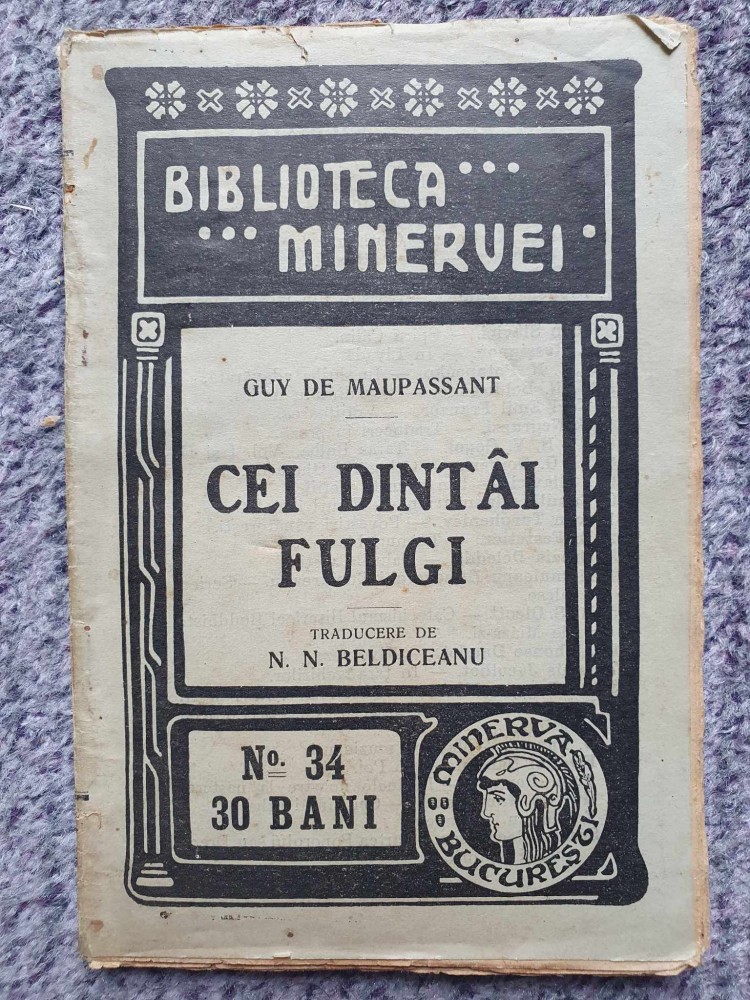 BIBLIOTECA
MINERVEI
GUY DE MAUPASSANT
CEI DINTÂI
FULGI
TRADUCERE DE
N. N. BELDICEANU
No. 34
30 BANI
MINERVA
BUCUREȘTI